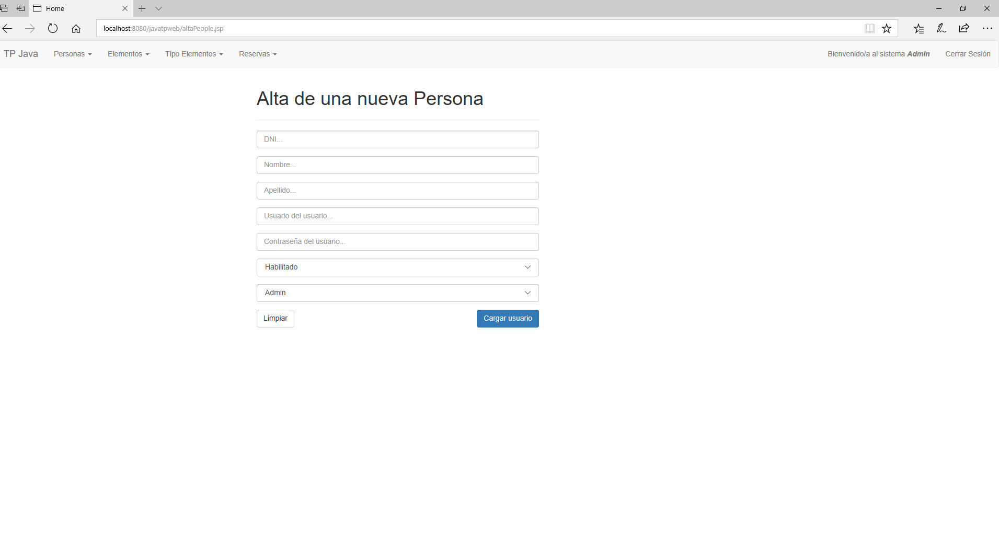 Home
localhost:8080/javatpweb/altaPeople.jsp
TP Java Personas Elementos Tipo Elementos Reservas Bienvenido/a al sistema Admin Cerrar Sesión
Alta de una nueva Persona
DNI...
Nombre...
Apellido...
Usuario del usuario...
Contraseña del usuario...
Habilitado
Admin
Limpiar Cargar usuario